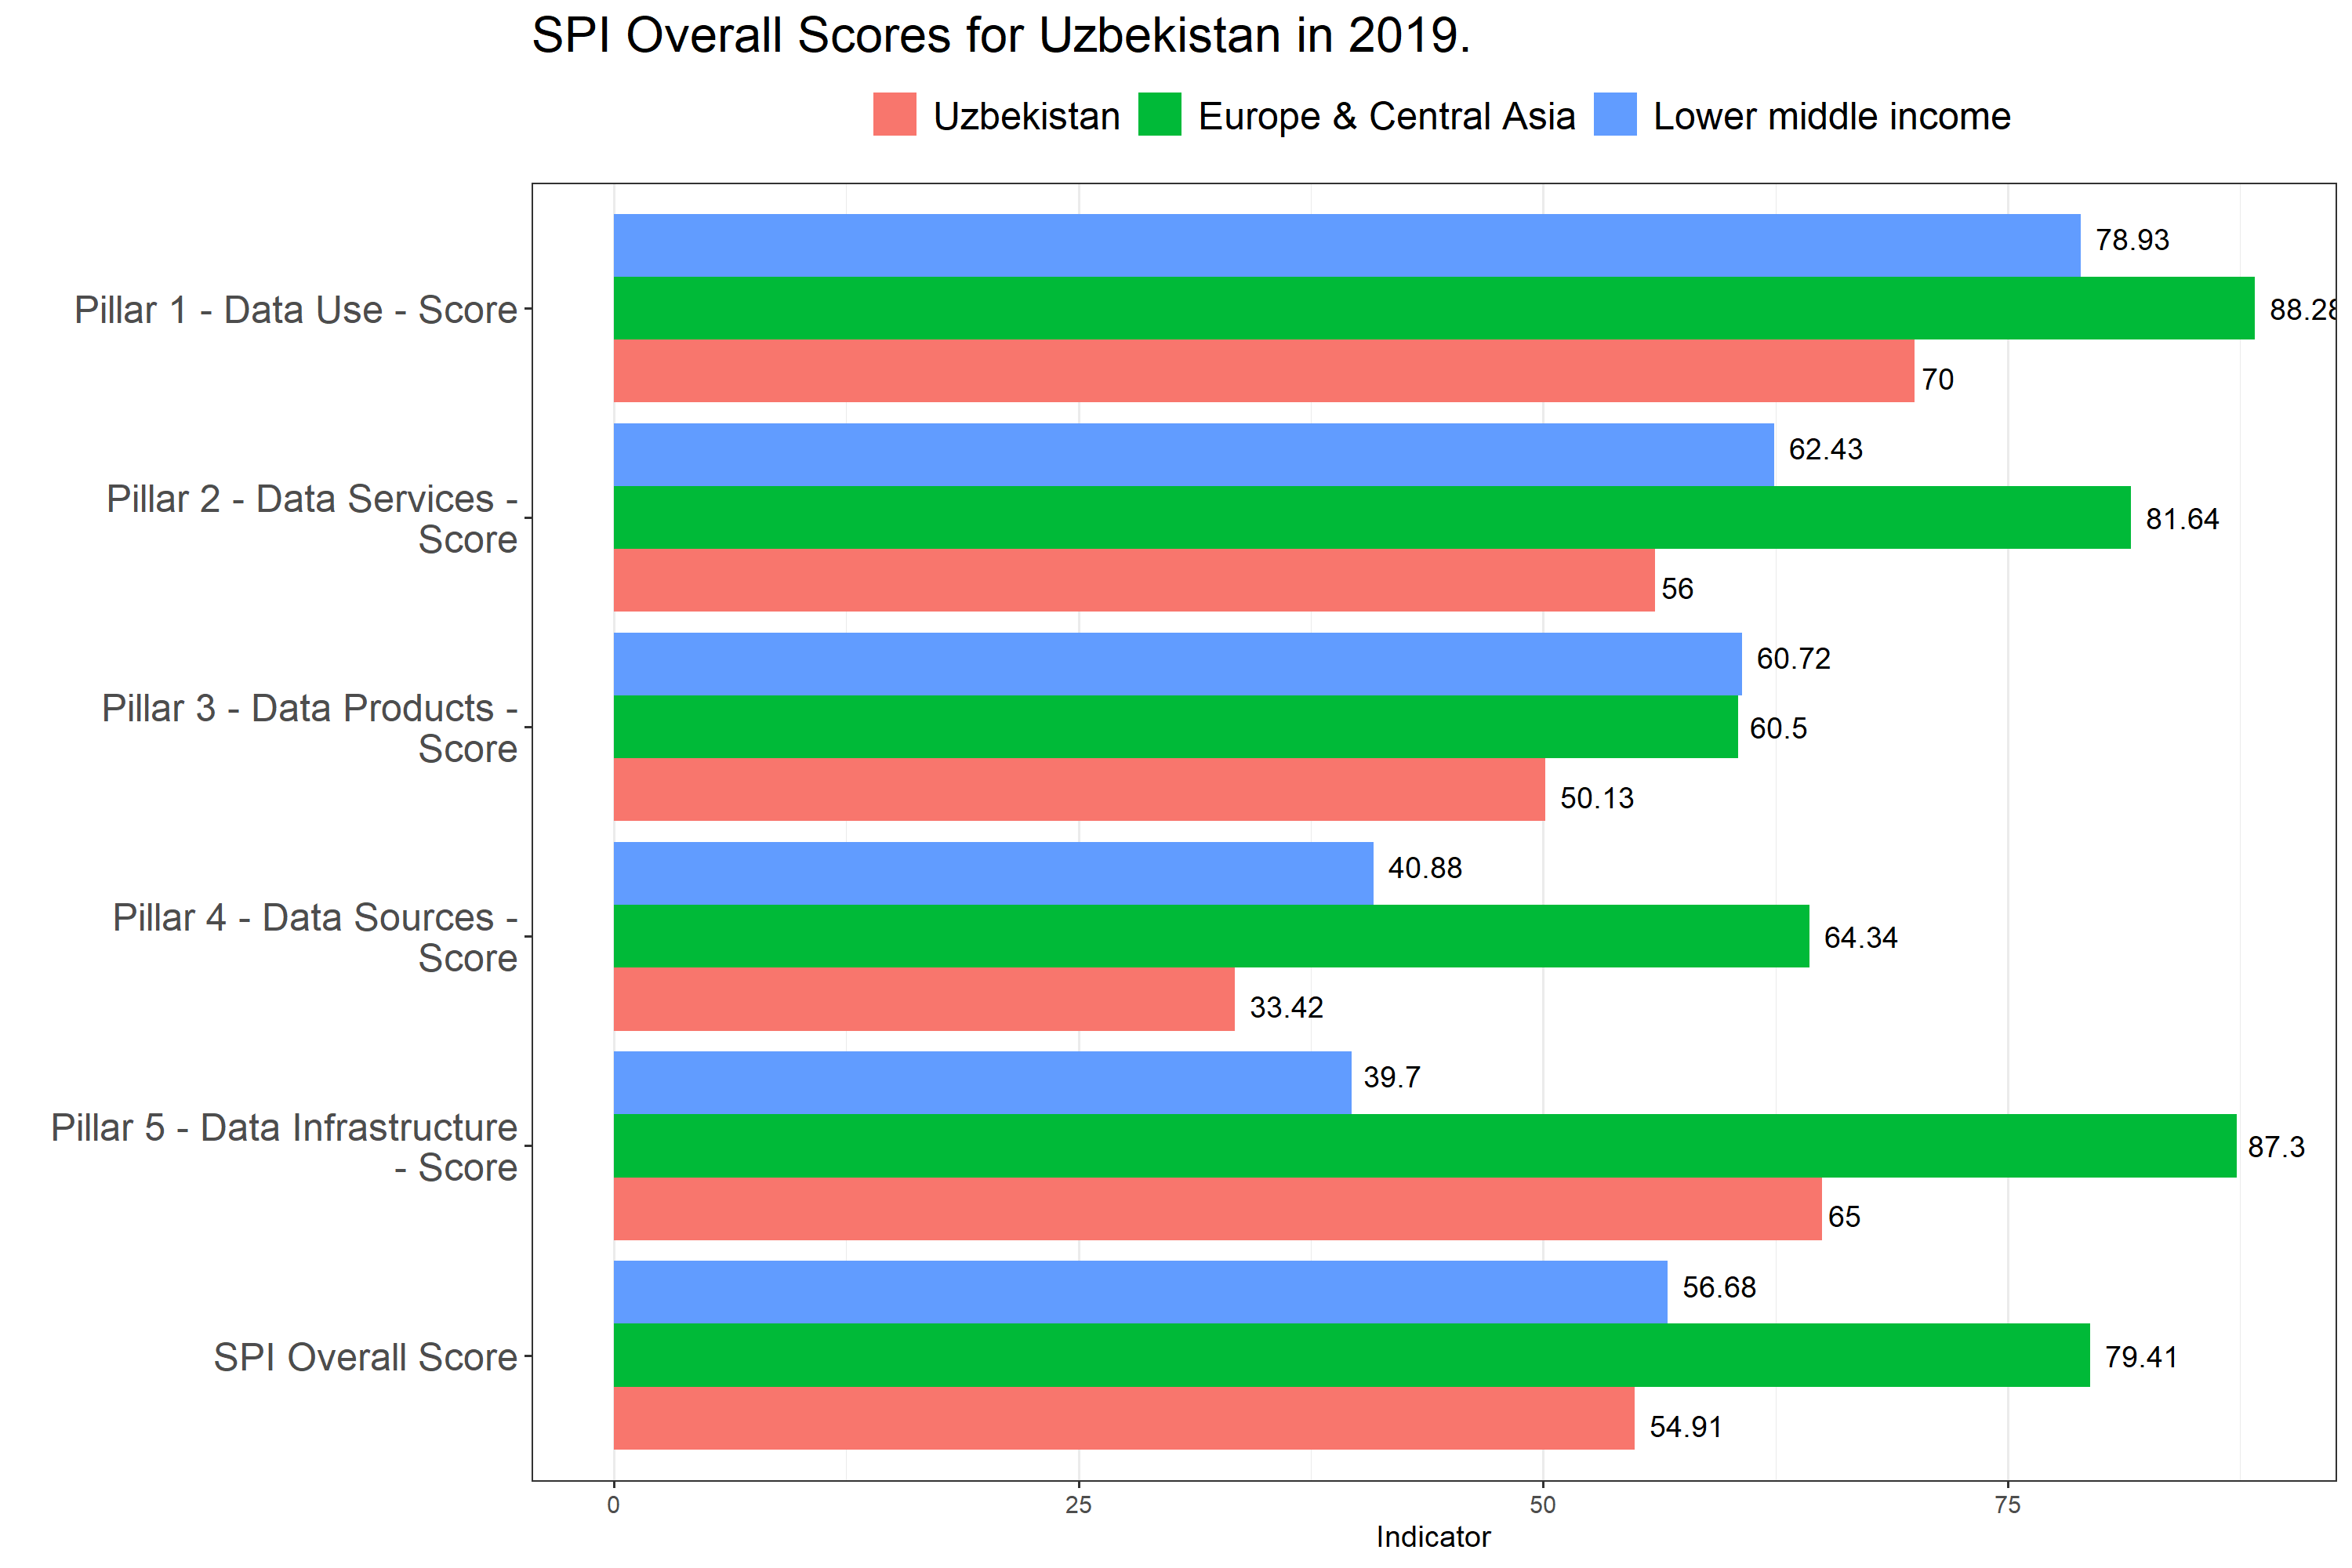 SPI Overall Scores for Uzbekistan in 2019.
Uzbekistan Europe & Central Asia Lower middle income
78.93
Pillar 1 - Data Use - Score
88.28
70
62.43
Pillar 2 - Data Services -
Score
81.64
56
60.72
Pillar 3 - Data Products -
Score
60.5
50.13
40.88
Pillar 4 - Data Sources -
Score
64.34
33.42
39.7
Pillar 5 - Data Infrastructure
- Score
87.3
65
56.68
SPI Overall Score
79.41
54.91
0 25 50 75
Indicator